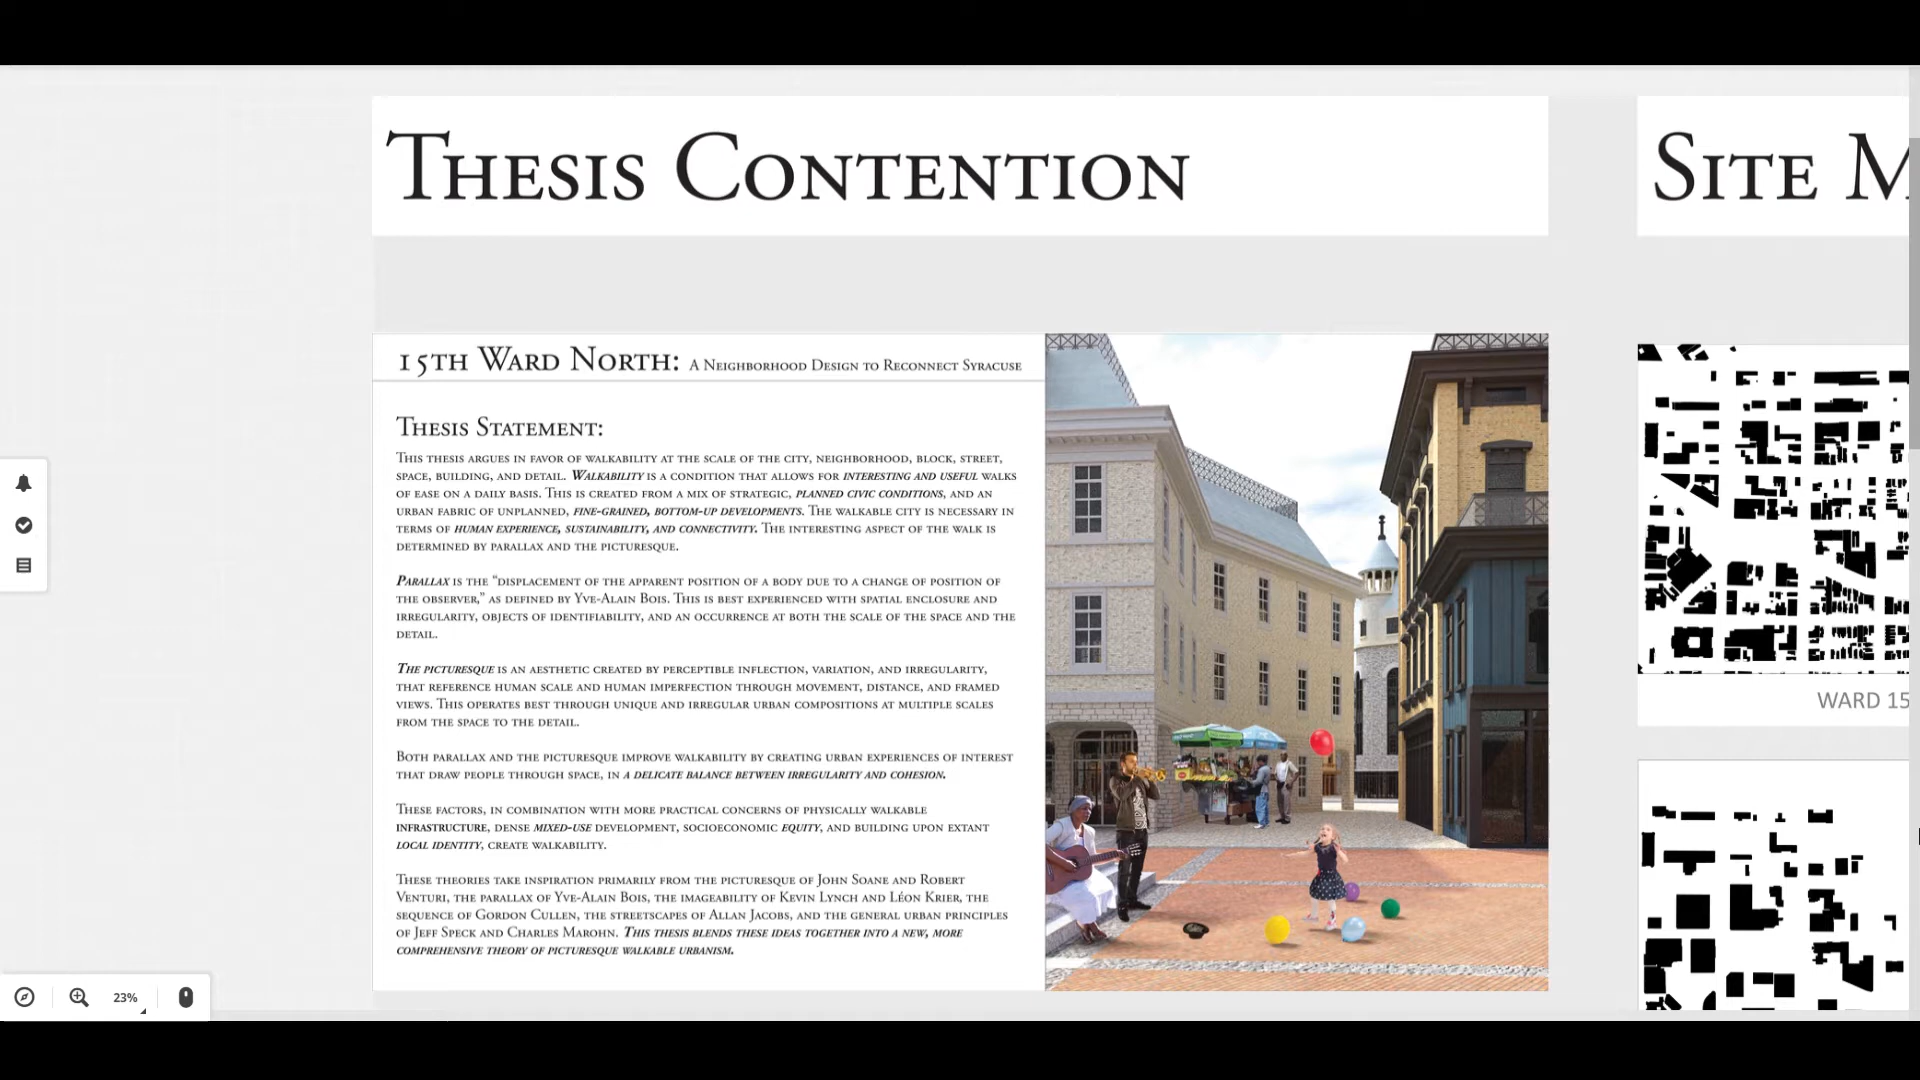 Thesis Contention
Site M
15th Ward North: A Neighborhood Design to Reconnect Syracuse
Thesis Statement:
This thesis argues in favor of walkability at the scale of the city, neighborhood, block, street,
space, building, and detail. Walkability is a condition that allows for interesting and useful walks
of ease on a daily basis. This is created from a mix of strategic, planned civic conditions, and an
urban fabric of unplanned, fine-grained, bottom-up developments. The walkable city is necessary in
terms of human experience, sustainability, and connectivity. The interesting aspect of the walk is
determined by parallax and the picturesque.
Parallax is the “displacement of the apparent position of a body due to a change of position of
the observer,” as defined by Yve-Alain Bois. This is best experienced with spatial enclosure and
irregularity, objects of identifiability, and an occurrence at both the scale of the space and the
detail.
The picturesque is an aesthetic created by perceptible inflection, variation, and irregularity,
that reference human scale and human imperfection through movement, distance, and framed
views. This operates best through unique and irregular urban compositions at multiple scales
from the space to the detail.
Both parallax and the picturesque improve walkability by creating urban experiences of interest
that draw people through space, in a delicate balance between irregularity and cohesion.
These factors, in combination with more practical concerns of physically walkable
infrastructure, dense mixed-use development, socioeconomic equity, and building upon extant
local identity, create walkability.
These theories take inspiration primarily from the picturesque of John Soane and Robert
Venturi, the parallax of Yve-Alain Bois, the imageability of Kevin Lynch and Léon Krier, the
sequence of Gordon Cullen, the streetscapes of Allan Jacobs, and the general urban principles
of Jeff Speck and Charles Marohn. This thesis blends these ideas together into a new, more
comprehensive theory of picturesque walkable urbanism.
WARD 15
23%